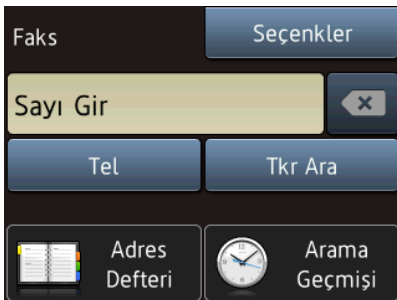 Faks
Seçenkler
Sayı Gir
Tel
Tkr Ara
Adres
Defteri
Arama
Geçmişi